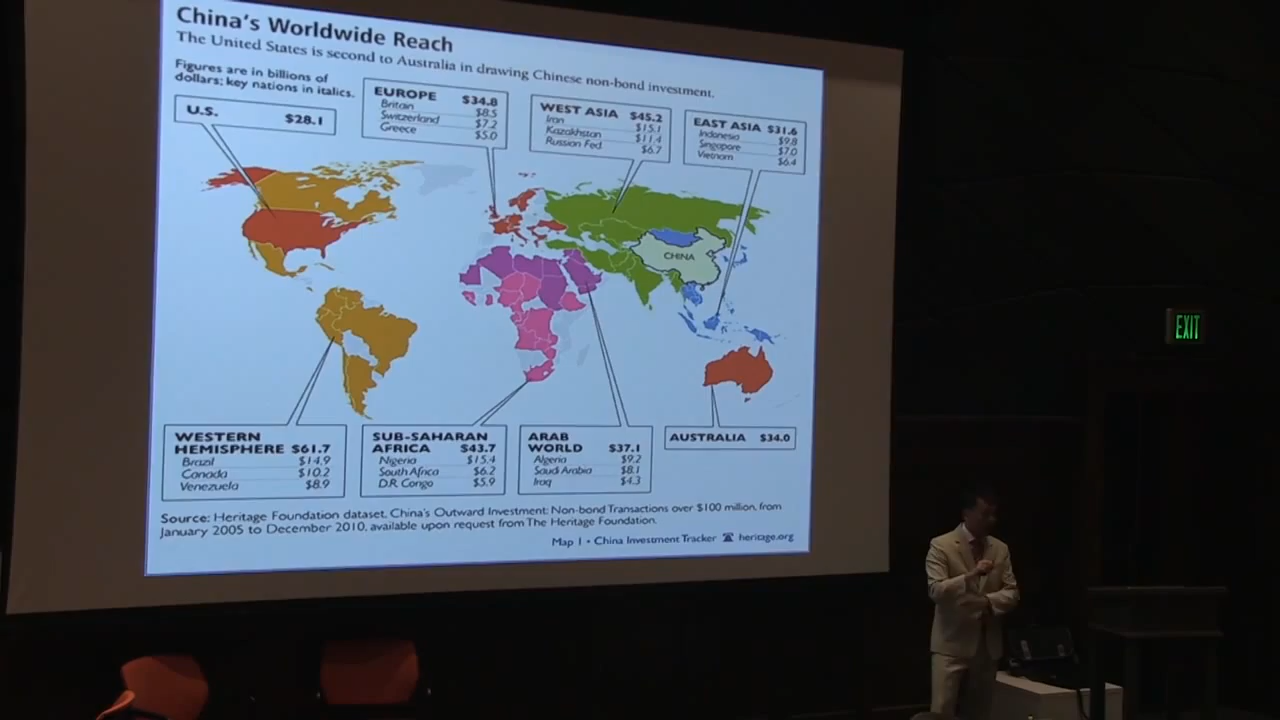 China's Worldwide Reach
The United States is second to Australia in drawing Chinese non-bond investment.
Figures are in billions of
dollars; key nations in italics.
U.S. $28.1
EUROPE $34.8
Britain $8.5
Switzerland $7.2
Greece $5.0
WEST ASIA $45.2
Iran $15.1
Kazakhstan $11.4
Russian Fed. $6.7
EAST ASIA $31.6
Indonesia $9.8
Singapore $7.0
Vietnam $6.4
CHINA
WESTERN
HEMISPHERE $61.7
Brazil $14.9
Canada $10.2
Venezuela $8.9
SUB-SAHARAN
AFRICA $43.7
Nigeria $15.4
South Africa $6.2
D.R. Congo $5.9
ARAB
WORLD $37.1
Algeria $9.2
Saudi Arabia $8.1
Iraq $4.3
AUSTRALIA $34.0
Source: Heritage Foundation dataset, China's Outward Investment: Non-bond Transactions over $100 million, from
January 2005 to December 2010, available upon request from The Heritage Foundation.
Map 1 • China Investment Tracker heritage.org
EXIT